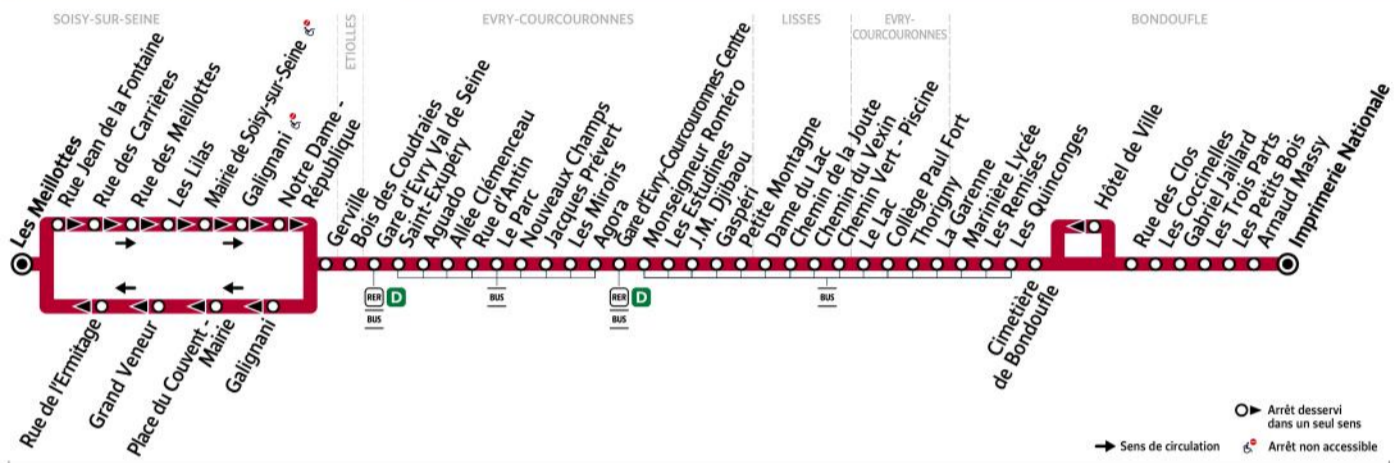 SOISY-SUR-SEINE
ETIOLLES
EVRY-COURCOURONNES
LISSES
EVRY-
COURCOURONNES
BONDOUFLE
Les Meillottes
Rue Jean de la Fontaine
Rue des Carrières
Rue des Meillottes
Les Lilas
Mairie de Soisy-sur-Seine
Galignani
Notre Dame -
République
Gerville
Bois des Coudraies
Gare d'Evry Val de Seine
Saint-Exupéry
Aguado
Allée Clémenceau
Rue d'Antin
Le Parc
Nouveaux Champs
Jacques Prévert
Les Miroirs
Agora
Gare d'Evry-Courcouronnes Centre
Monseigneur Roméro
Les Estudines
J.M. Djibaou
Gaspéri
Petite Montagne
Dame du Lac
Chemin de la Joute
Chemin du Vexin
Chemin Vert - Piscine
Le Lac
Collège Paul Fort
Thorigny
La Garenne
Marinière Lycée
Les Remises
Les Quinconges
Hôtel de Ville
Rue des Clos
Les Coccinelles
Gabriel Jaillard
Les Trois Parts
Les Petits Bois
Arnaud Massy
Imprimerie Nationale
RER D
BUS
BUS
RER D
BUS
BUS
Rue de l'Ermitage
Grand Veneur
Place du Couvent -
Mairie
Galignani
Cimetière
de Bondoufle
Arrêt desservi
dans un seul sens
Sens de circulation
Arrêt non accessible